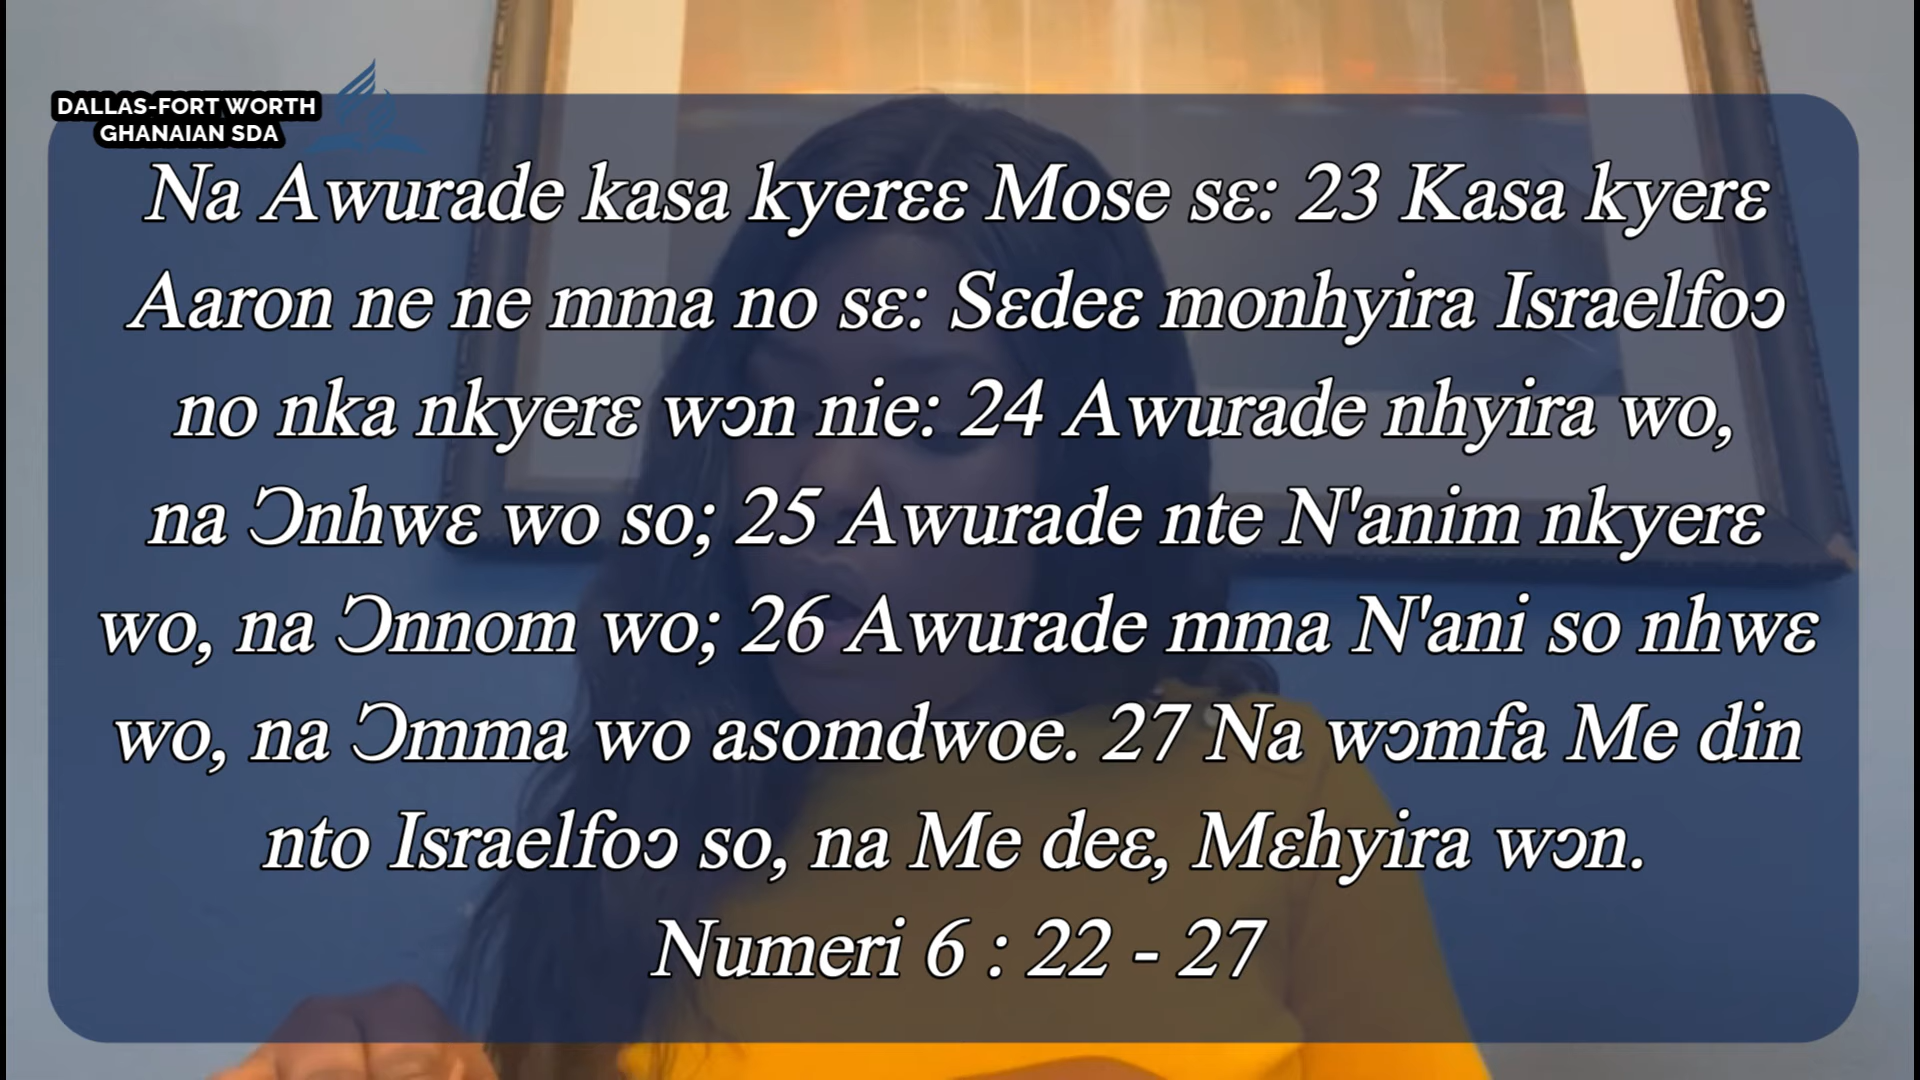 DALLAS-FORT WORTH
GHANAIAN SDA
Na Awurade kasa kyerɛɛ Mose sɛ: 23 Kasa kyerɛ
Aaron ne ne mma no sɛ: Sɛdeɛ monhyira Israelfoɔ
no nka nkyerɛ wɔn nie: 24 Awurade nhyira wo,
na Ɔnhwɛ wo so; 25 Awurade nte N'anim nkyerɛ
wo, na Ɔnnom wo; 26 Awurade mma N'ani so nhwɛ
wo, na Ɔmma wo asomdwoe. 27 Na wɔmfa Me din
nto Israelfoɔ so, na Me deɛ, Mɛhyira wɔn.
Numeri 6 : 22 - 27